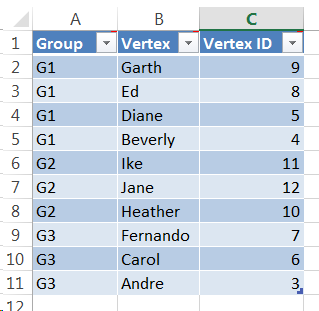 A B C
1 Group Vertex Vertex ID
2 G1 Garth 9
3 G1 Ed 8
4 G1 Diane 5
5 G1 Beverly 4
6 G2 Ike 11
7 G2 Jane 12
8 G2 Heather 10
9 G3 Fernando 7
10 G3 Carol 6
11 G3 Andre 3
12